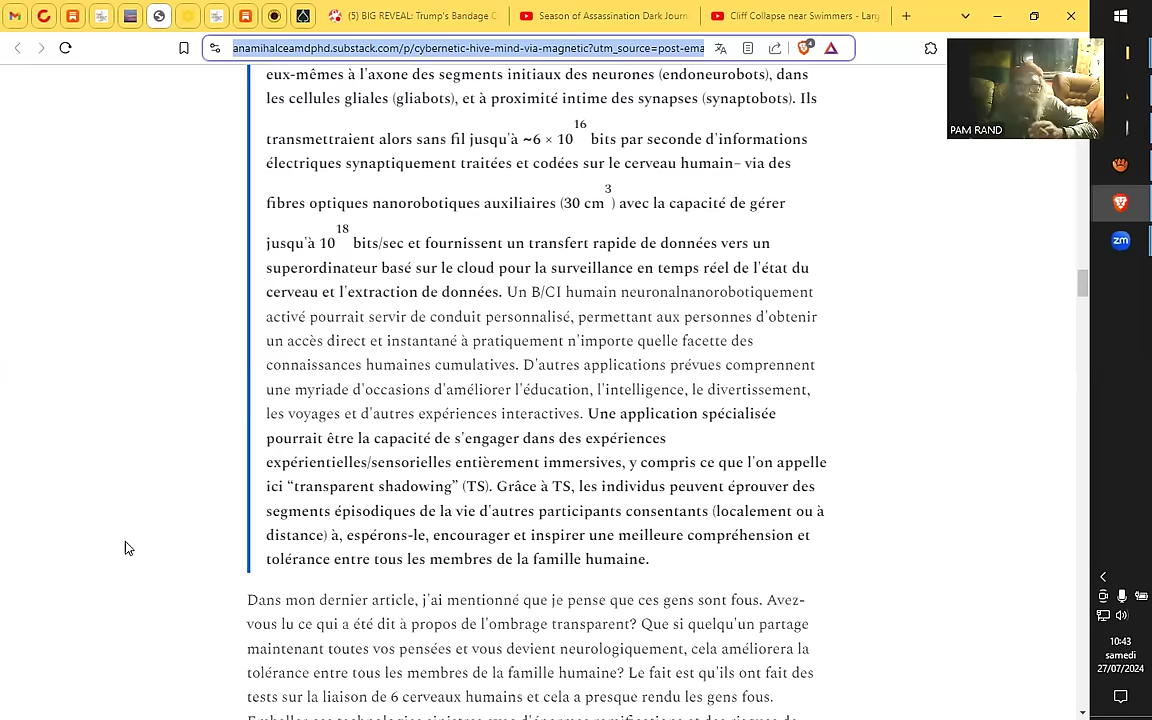 (5) BIG REVEAL: Trump's Bandage C
Season of Assassination Dark Journ
Cliff Collapse near Swimmers - Larg
anamihalceamdphd.substack.com/p/cybernetic-hive-mind-via-magnetic?utm_source=post-ema
4
PAM RAND
eux-mêmes à l'axone des segments initiaux des neurones (endoneurobots), dans
les cellules gliales (gliabots), et à proximité intime des synapses (synaptobots). Ils
transmettraient alors sans fil jusqu'à ~6 × 10^16 bits par seconde d'informations
électriques synaptiquement traitées et codées sur le cerveau humain– via des
fibres optiques nanorobotiques auxiliaires (30 cm^3) avec la capacité de gérer
jusqu'à 10^18 bits/sec et fournissent un transfert rapide de données vers un
superordinateur basé sur le cloud pour la surveillance en temps réel de l'état du
cerveau et l'extraction de données. Un B/CI humain neuronalnanorobotiquement
activé pourrait servir de conduit personnalisé, permettant aux personnes d'obtenir
un accès direct et instantané à pratiquement n'importe quelle facette des
connaissances humaines cumulatives. D'autres applications prévues comprennent
une myriade d'occasions d'améliorer l'éducation, l'intelligence, le divertissement,
les voyages et d'autres expériences interactives. Une application spécialisée
pourrait être la capacité de s'engager dans des expériences
expérientielles/sensorielles entièrement immersives, y compris ce que l'on appelle
ici “transparent shadowing” (TS). Grâce à TS, les individus peuvent éprouver des
segments épisodiques de la vie d'autres participants consentants (localement ou à
distance) à, espérons-le, encourager et inspirer une meilleure compréhension et
tolérance entre tous les membres de la famille humaine.
Dans mon dernier article, j'ai mentionné que je pense que ces gens sont fous. Avez-
vous lu ce qui a été dit à propos de l'ombrage transparent? Que si quelqu'un partage
maintenant toutes vos pensées et vous devient neurologiquement, cela améliorera la
tolérance entre tous les membres de la famille humaine? Le fait est qu'ils ont fait des
tests sur la liaison de 6 cerveaux humains et cela a presque rendu les gens fous.
zm
10:43
samedi
27/07/2024